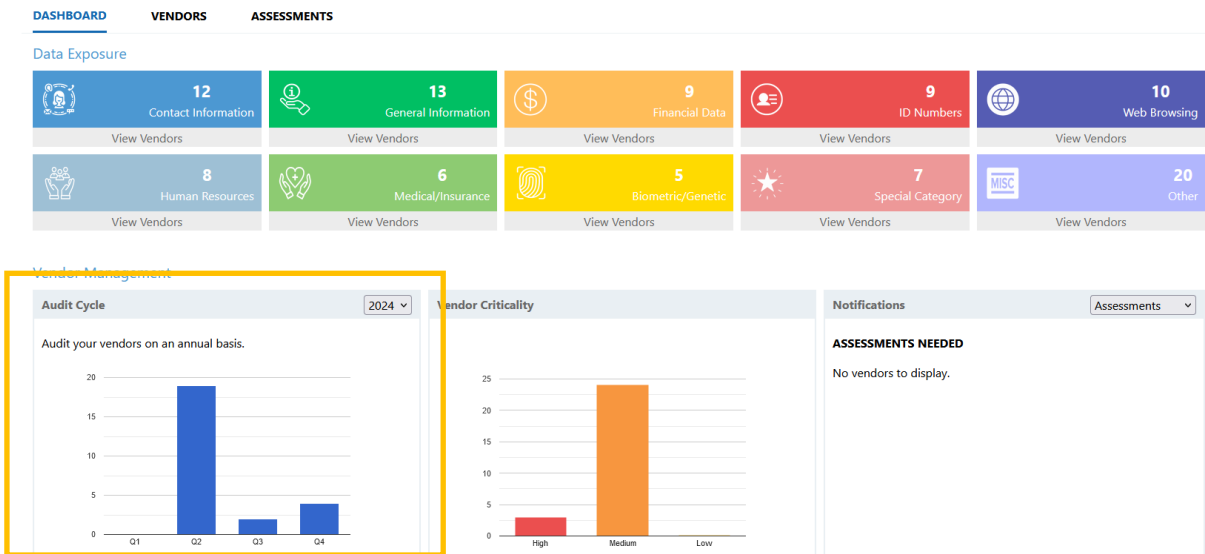 DASHBOARD VENDORS ASSESSMENTS
Data Exposure
12 13 9 9 10
Contact Information General Information Financial Data ID Numbers Web Browsing
View Vendors View Vendors View Vendors View Vendors View Vendors
8 6 5 7 MISC 20
Human Resources Medical/Insurance Biometric/Genetic Special Category Other
View Vendors View Vendors View Vendors View Vendors View Vendors
Vendor Management
Audit Cycle 2024 Vendor Criticality Notifications Assessments
Audit your vendors on an annual basis.
20
15
10
5
0
Q1 Q2 Q3 Q4
25
20
15
10
5
0
High Medium Low
ASSESSMENTS NEEDED
No vendors to display.